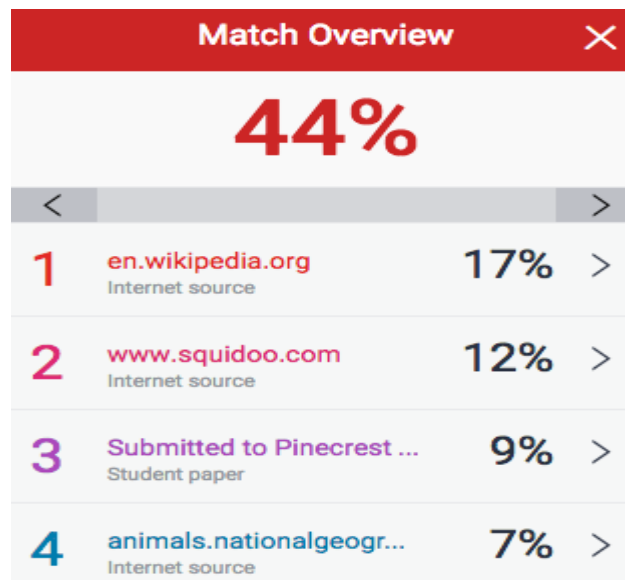 Match Overview
44%
1 en.wikipedia.org 17%
Internet source
2 www.squidoo.com 12%
Internet source
3 Submitted to Pinecrest ... 9%
Student paper
4 animals.nationalgeogr... 7%
Internet source